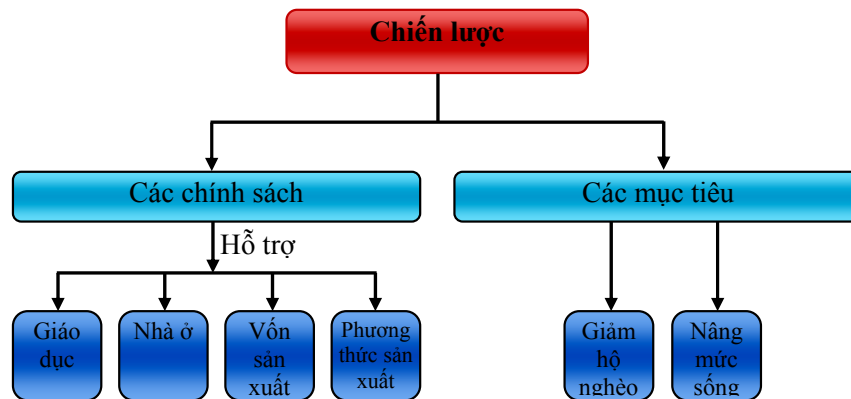 Chiến lược
Các chính sách
Các mục tiêu
Hỗ trợ
Giáo
dục
Nhà ở
Vốn
sản
xuất
Phương
thức sản
xuất
Giảm
hộ
nghèo
Nâng
mức
sống